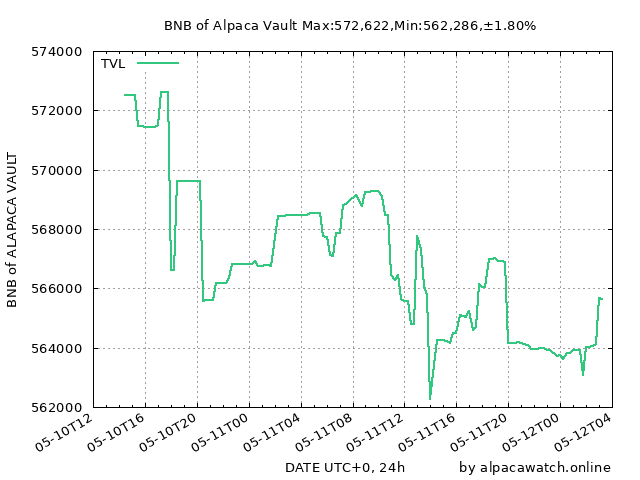 BNB of Alpaca Vault Max:572,622,Min:562,286,±1.80%
574000
TVL
572000
570000
568000
566000
564000
562000
BNB of ALAPACA VAULT
05-10T12
05-10T16
05-10T20
05-11T00
05-11T04
05-11T08
05-11T12
05-11T16
05-11T20
05-12T00
05-12T04
DATE UTC+0, 24h
by alpacawatch.online